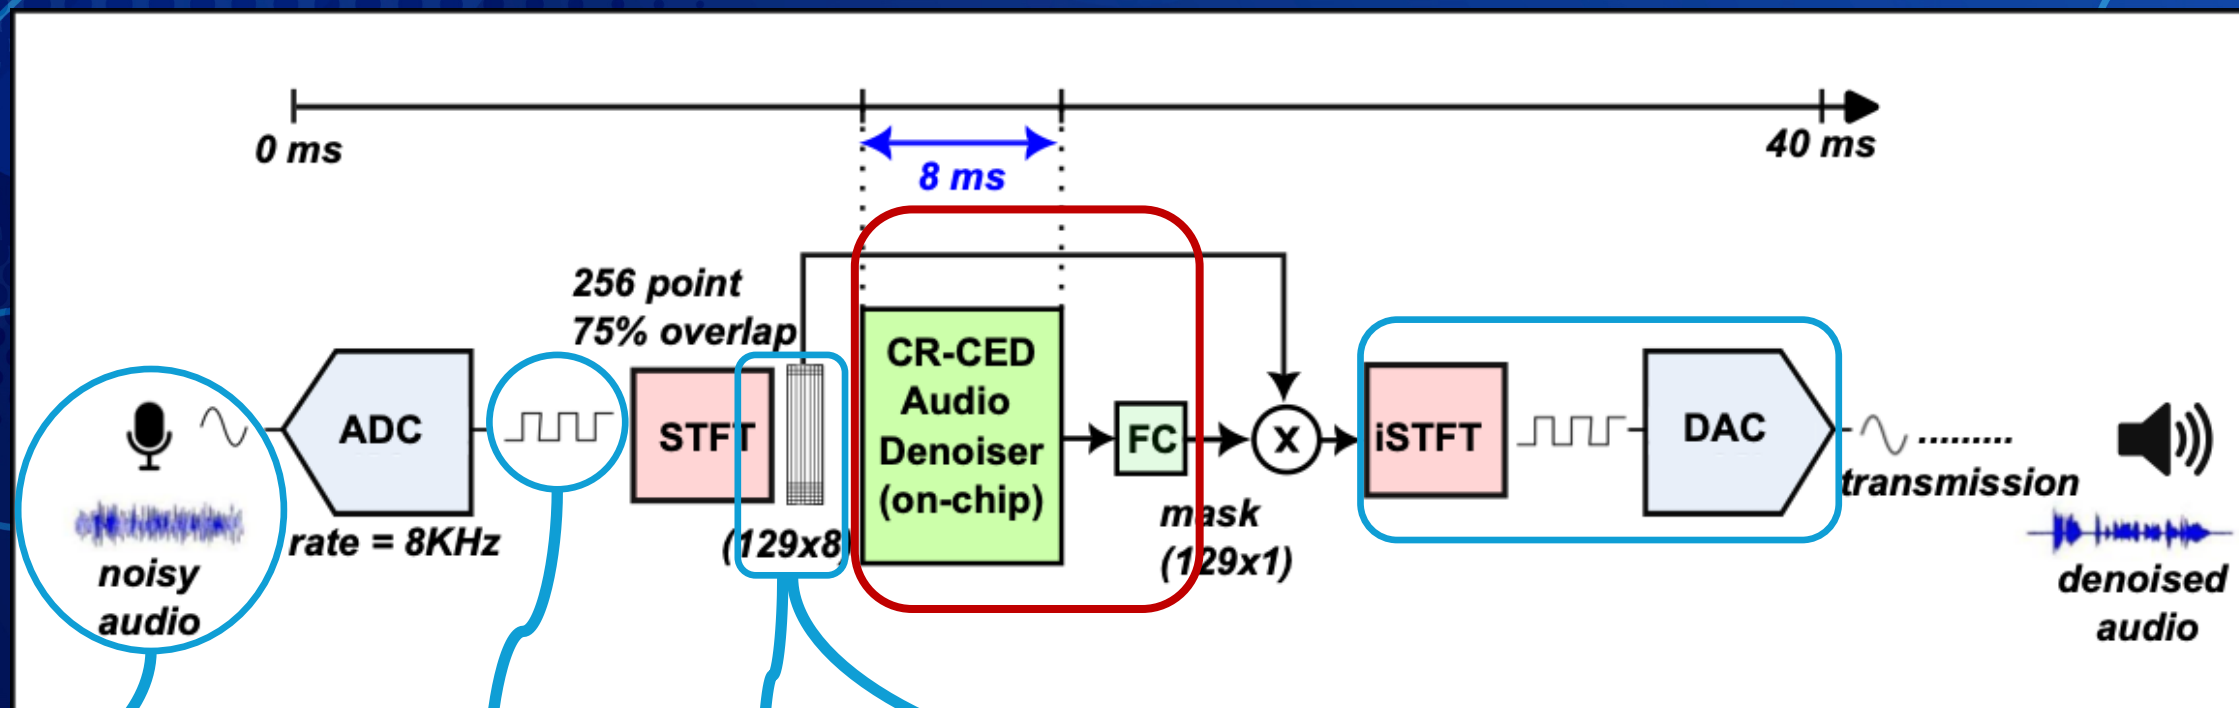 0 ms
8 ms
40 ms
256 point
75% overlap
noisy
audio
ADC
rate = 8KHz
STFT
(129x8)
CR-CED
Audio
Denoiser
(on-chip)
FC
mask
(129x1)
X
iSTFT
DAC
.........
transmission
denoised
audio